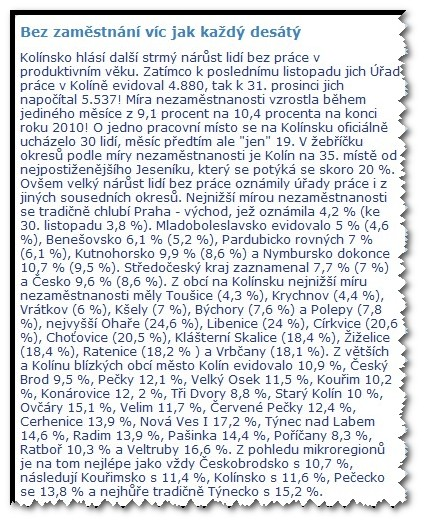 Bez zaměstnání víc jak každý desátý
Kolínsko hlásí další strmý nárůst lidí bez práce v
produktivním věku. Zatímco k poslednímu listopadu jich Úřad
práce v Kolíně evidoval 4.880, tak k 31. prosinci jich
napočítal 5.537! Míra nezaměstnanosti vzrostla během
jediného měsíce z 9,1 procent na 10,4 procenta na konci
roku 2010! O jedno pracovní místo se na Kolínsku oficiálně
ucházelo 30 lidí, měsíc předtím ale "jen" 19. V žebříčku
okresů podle míry nezaměstnanosti je Kolín na 35. místě od
nejpostiženějšího Jeseníku, který se potýká se skoro 20 %.
Ovšem velký nárůst lidí bez práce oznámily úřady práce i z
jiných sousedních okresů. Nejnižší mírou nezaměstnanosti
se tradičně chlubí Praha - východ, jež oznámila 4,2 % (ke
30. listopadu 3,8 %). Mladoboleslavsko evidovalo 5 % (4,6
%), Benešovsko 6,1 % (5,2 %), Pardubicko rovných 7 %
(6,1 %), Kutnohorsko 9,9 % (8,6 %) a Nymbursko dokonce
10,7 % (9,5 %). Středočeský kraj zaznamenal 7,7 % (7 %)
a Česko 9,6 % (8,6 %). Z obcí na Kolínsku nejnižší míru
nezaměstnanosti měly Toušice (4,3 %), Krychnov (4,4 %),
Vrátkov (6 %), Kšely (7 %), Býchory (7,6 %) a Polepy (7,8
%), nejvyšší Ohaře (24,6 %), Libenice (24 %), Církvice (20,6
%), Choťovice (20,5 %), Klášterní Skalice (18,4 %), Žiželice
(18,4 %), Ratenice (18,2 % ) a Vrbčany (18,1 %). Z větších
a Kolínu blízkých obcí město Kolín evidovalo 10,9 %, Český
Brod 9,5 %, Pečky 12,1 %, Velký Osek 11,5 %, Kouřim 10,2
%, Konárovice 12, 2 %, Tři Dvory 8,8 %, Starý Kolín 10 %,
Ovčáry 15,1 %, Velim 11,7 %, Červené Pečky 12,4 %,
Cerhenice 13,9 %, Nová Ves I 17,2 %, Týnec nad Labem
14,6 %, Radim 13,9 %, Pašinka 14,4 %, Poříčany 8,3 %,
Ratboř 10,3 % a Veltruby 16,6 %. Z pohledu mikroregionů
je na tom nejlépe jako vždy Českobrodsko s 10,7 %,
následují Kouřimsko s 11,4 %, Kolínsko s 11,6 %, Pečecko
se 13,8 % a nejhůře tradičně Týnecko s 15,2 %.